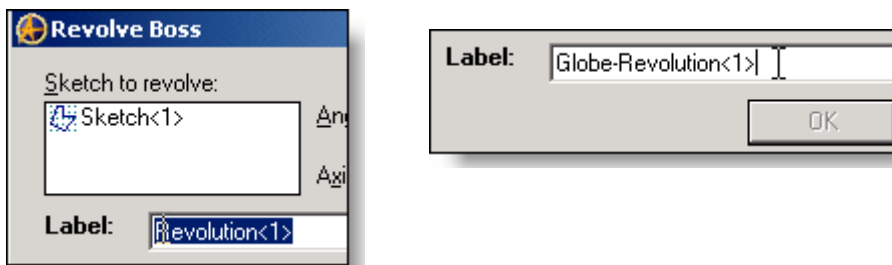 Revolve Boss
Sketch to revolve:
Sketch<1>
Label:
Revolution<1>
Label:
Globe-Revolution<1>
OK